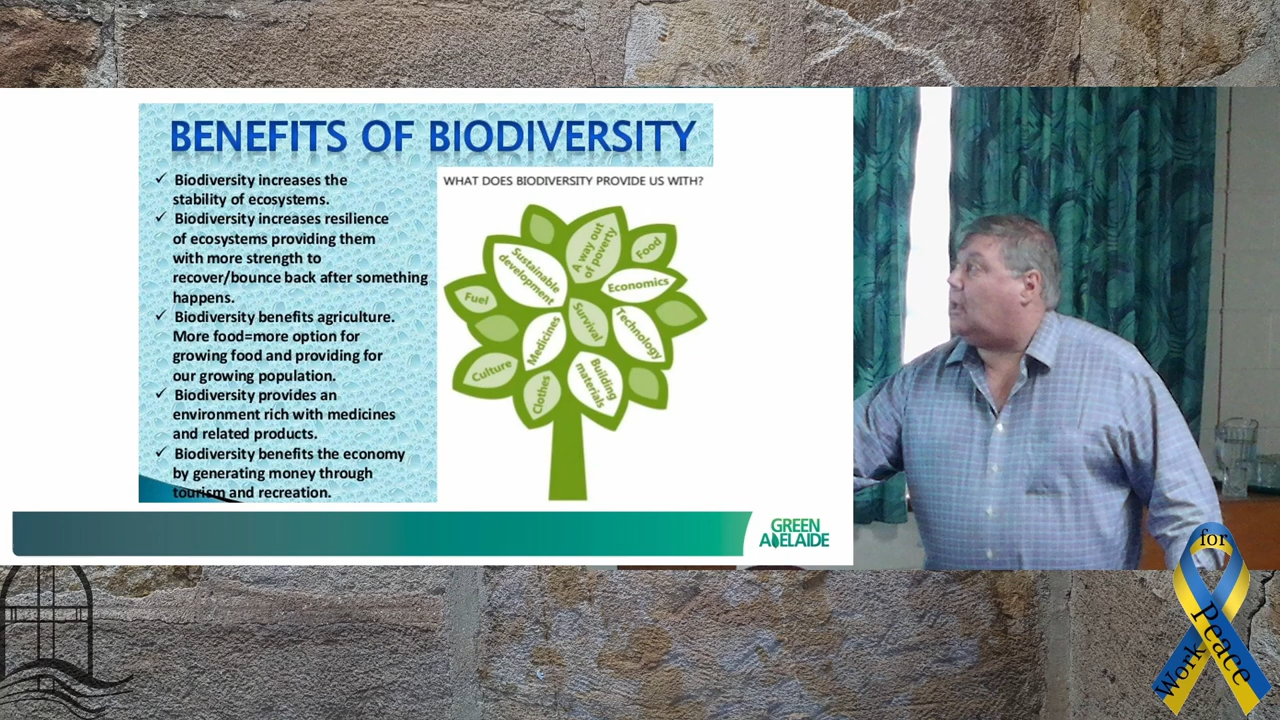 BENEFITS OF BIODIVERSITY
✓ Biodiversity increases the
stability of ecosystems.
✓ Biodiversity increases resilience
of ecosystems providing them
with more strength to
recover/bounce back after something
happens.
✓ Biodiversity benefits agriculture.
More food=more option for
growing food and providing for
our growing population.
✓ Biodiversity provides an
environment rich with medicines
and related products.
✓ Biodiversity benefits the economy
by generating money through
tourism and recreation.
WHAT DOES BIODIVERSITY PROVIDE US WITH?
A way out
of poverty
Food
Sustainable
development
Economics
Fuel
Survival
Technology
Medicines
Culture
Building
materials
Clothes
GREEN
ADELAIDE
Work
for
Peace